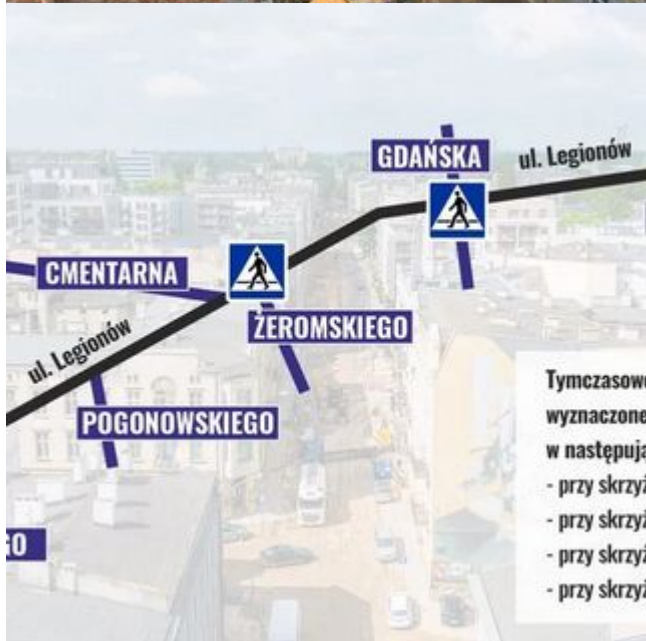 GDAŃSKA
ul. Legionów
CMENTARNA
ŻEROMSKIEGO
ul. Legionów
POGONOWSKIEGO
GO
Tymczasow
wyznaczone
w następują
- przy skrzyż
- przy skrzyż
- przy skrzyż
- przy skrzyż